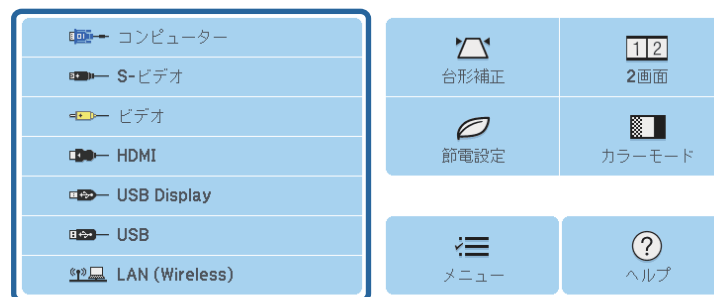 コンピューター
S-ビデオ
ビデオ
HDMI
USB Display
USB
LAN (Wireless)
台形補正
1 2
2画面
節電設定
カラーモード
メニュー
?
ヘルプ